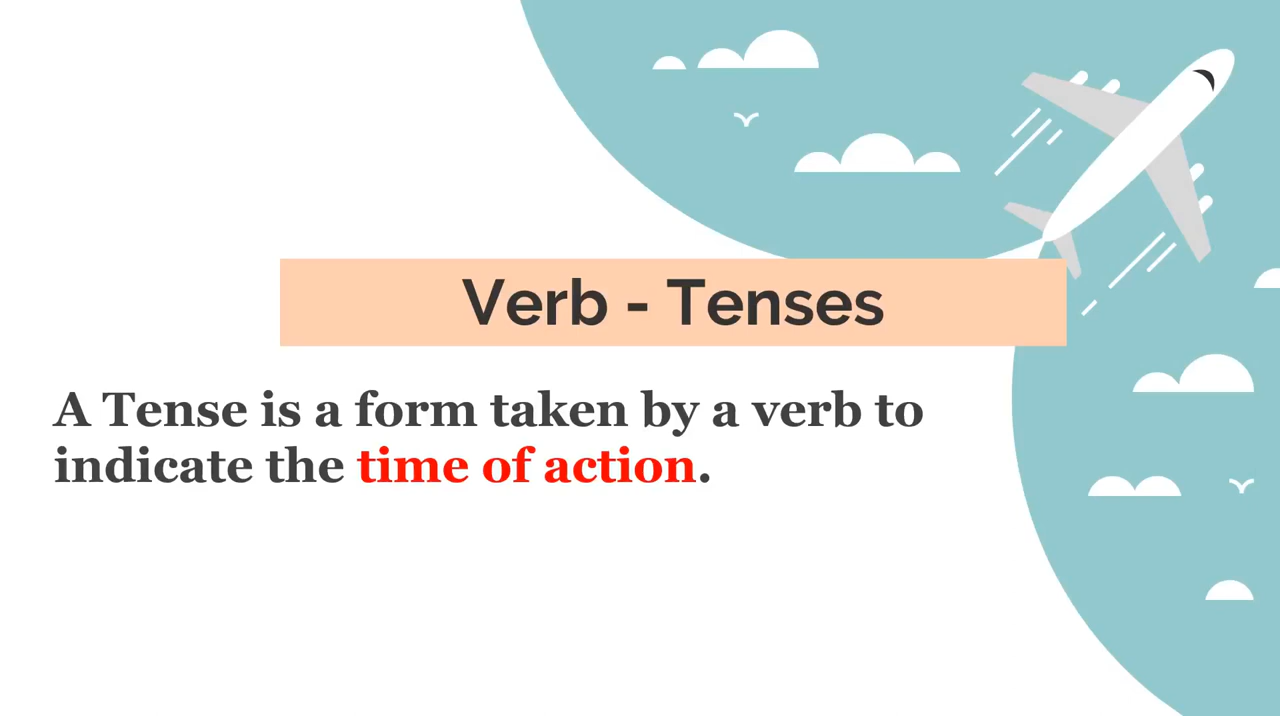 Verb - Tenses
A Tense is a form taken by a verb to
indicate the time of action.